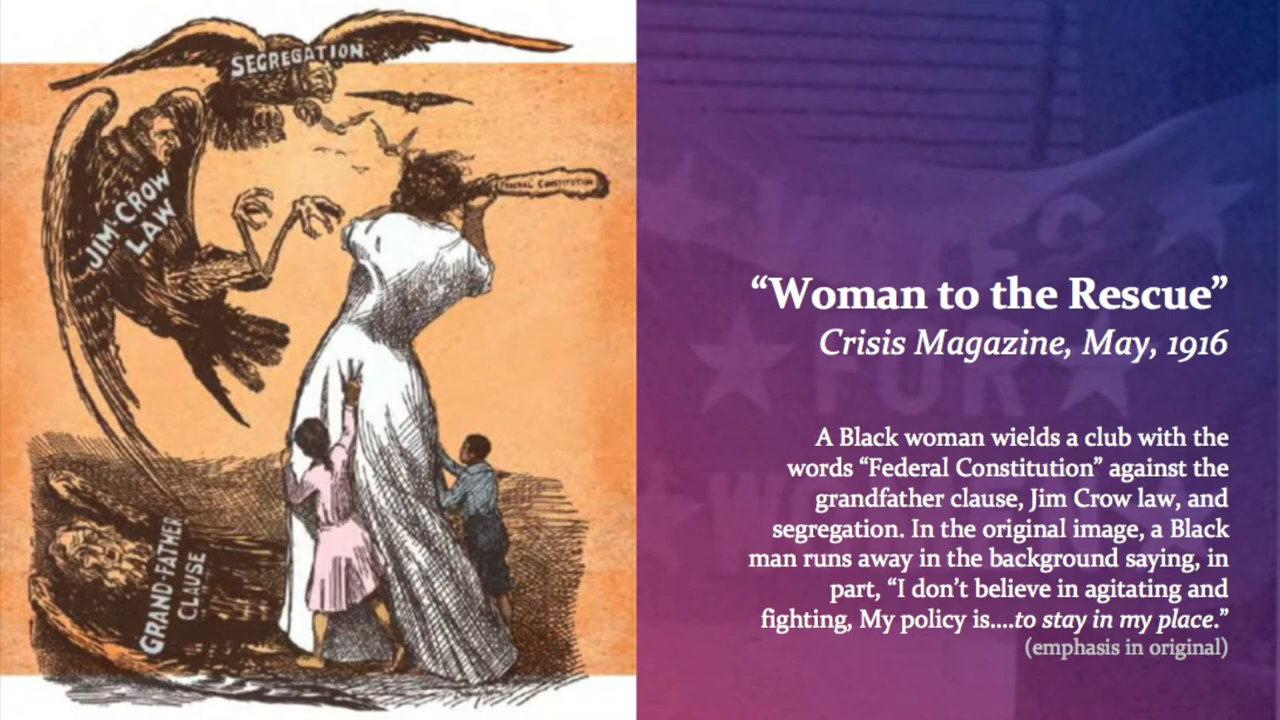 SEGREGATION
JIM-CROW
LAW
FEDERAL CONSTITUTION
GRAND-FATHER
CLAUSE
VOTES
FOR
“Woman to the Rescue”
Crisis Magazine, May, 1916
A Black woman wields a club with the
words “Federal Constitution” against the
grandfather clause, Jim Crow law, and
segregation. In the original image, a Black
man runs away in the background saying, in
part, “I don’t believe in agitating and
fighting, My policy is....to stay in my place.”
(emphasis in original)